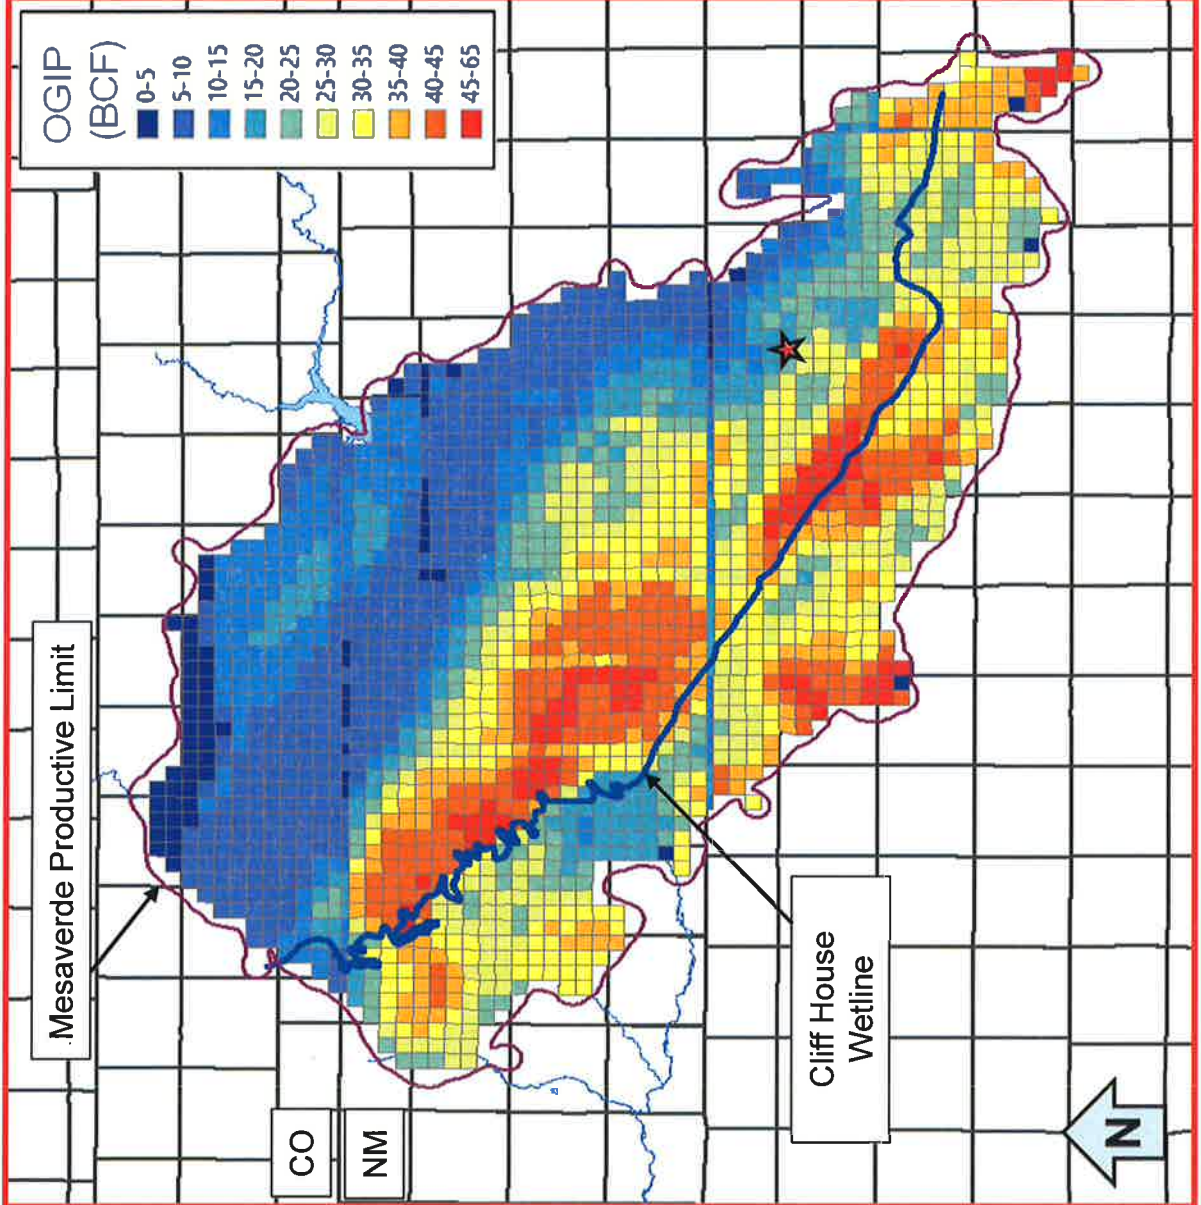 OGIP
(BCF)
0-5
5-10
10-15
15-20
20-25
25-30
30-35
35-40
40-45
45-65
Mesaverde Productive Limit
CO
NM
Cliff House
Wetline
N